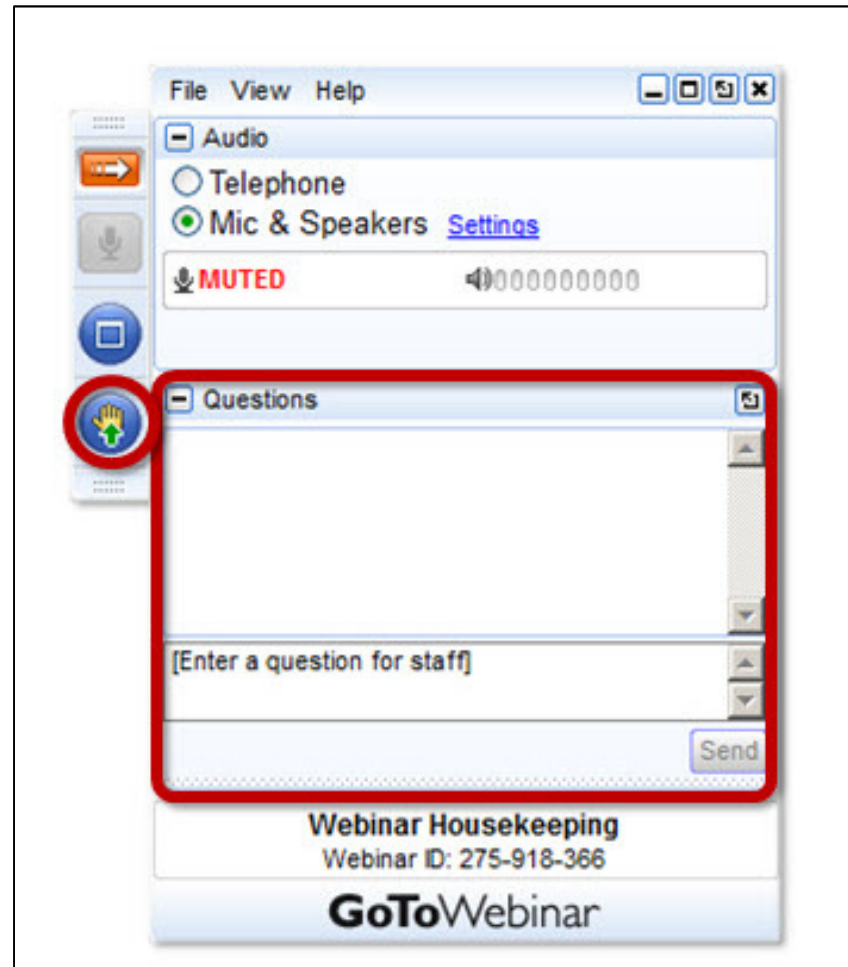 File View Help
Audio
Telephone
Mic & Speakers Settings
MUTED
Questions
[Enter a question for staff]
Send
Webinar Housekeeping
Webinar ID: 275-918-366
GoToWebinar